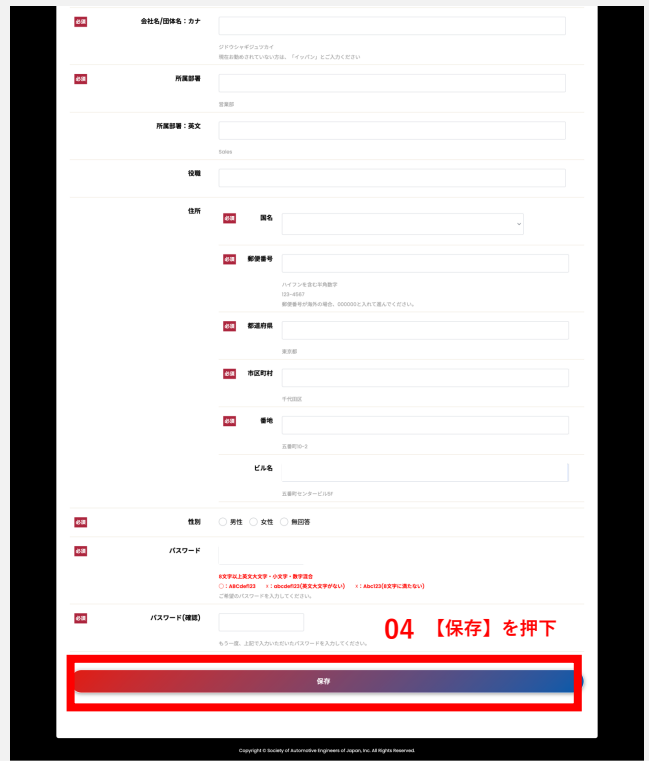 必須 会社名/団体名：カナ
ジドウシャギジュツカイ
現在お勤めされていない方は、「イッパン」とご入力ください
必須 所属部署
営業部
所属部署：英文
Sales
役職
住所
必須 国名
必須 郵便番号
ハイフンを含む半角数字
123-4567
郵便番号が海外の場合、000000と入れて進んでください。
必須 都道府県
東京都
必須 市区町村
千代田区
必須 番地
五番町10-2
ビル名
五番町センタービル5F
必須 性別 男性 女性 無回答
必須 パスワード
8文字以上英文大文字・小文字・数字混合
○：ABCdef123 ×：abcdef123(英文大文字がない) ×：Abc123(8文字に満たない)
ご希望のパスワードを入力してください。
必須 パスワード(確認)
もう一度、上記で入力いただいたパスワードを入力してください。
04 【保存】を押下
保存
Copyright © Society of Automotive Engineers of Japan, Inc. All Rights Reserved.